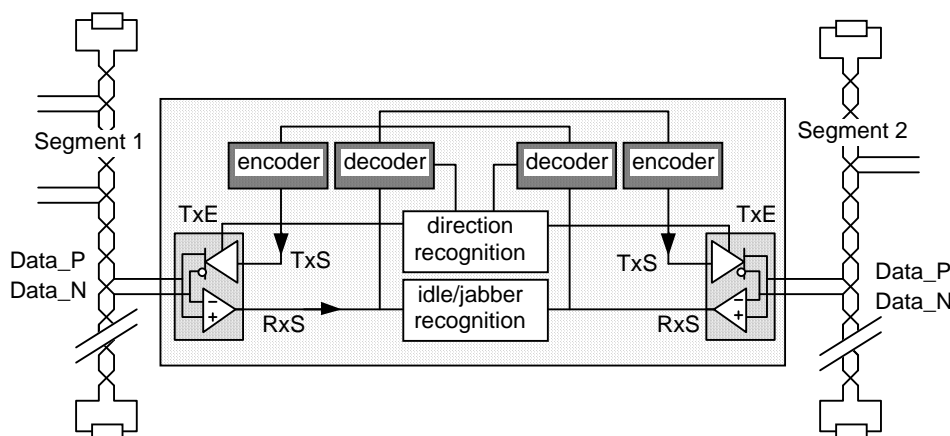 Segment 1
Segment 2
encoder
decoder
decoder
encoder
TxE
direction
recognition
TxE
TxS
TxS
Data_P
Data_N
Data_P
Data_N
idle/jabber
recognition
RxS
RxS
− +
− +